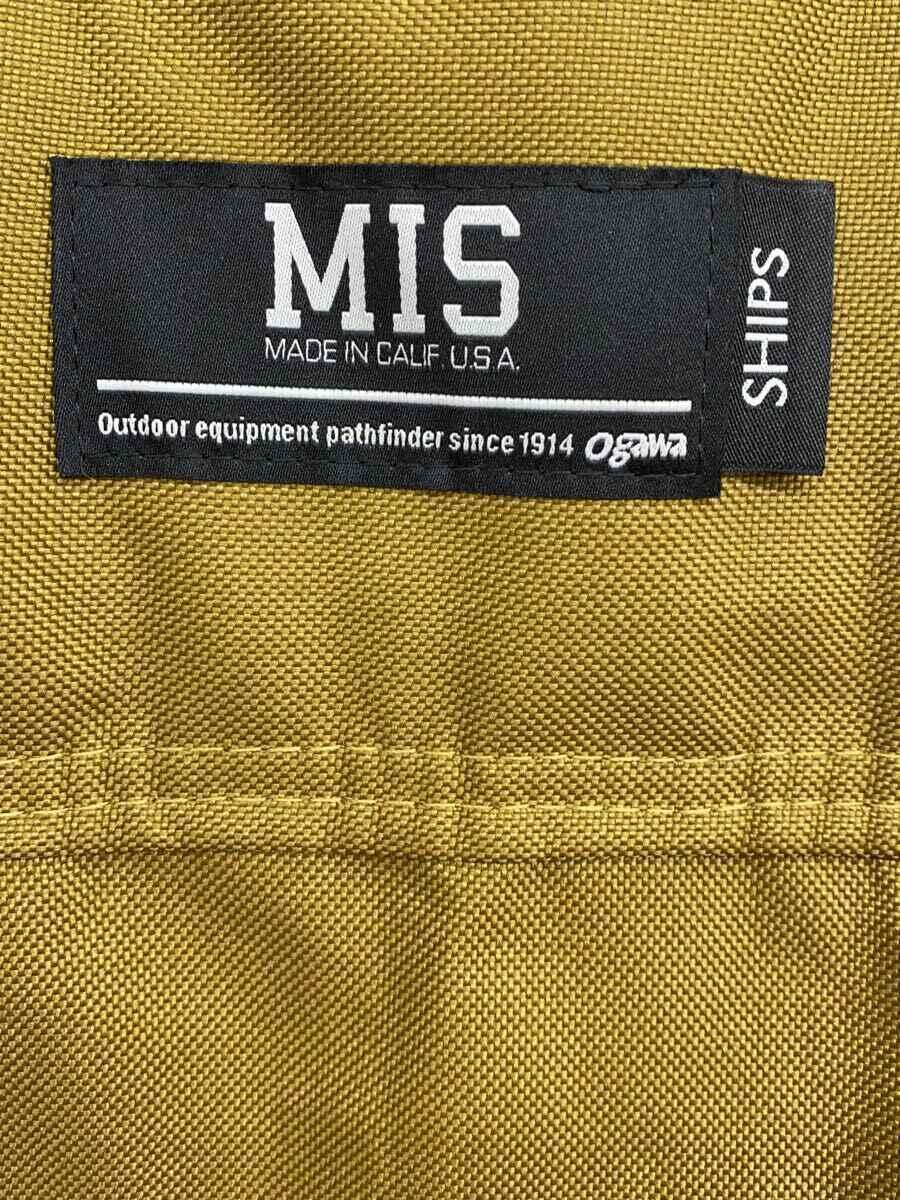 MIS
MADE IN CALIF. U.S.A.
Outdoor equipment pathfinder since 1914 ogawa
SHIPS